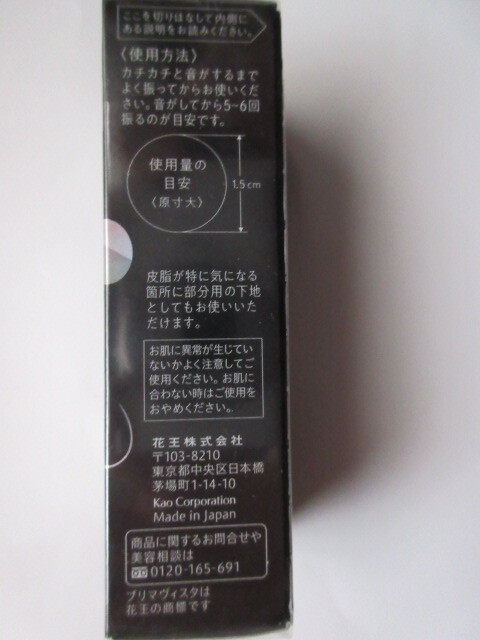 ここを切りはなして内側に
ある説明をお読みください。
〈使用方法〉
カチカチと音がするまで
よく振ってからお使いくだ
さい。音がしてから5~6回
振るのが目安です。
使用量の
目安
〈原寸大〉
1.5cm
皮脂が特に気になる
箇所に部分用の下地
としてもお使いいた
だけます。
お肌に異常が生じてい
ないかよく注意してご
使用ください。お肌に
合わない時はご使用を
おやめください。
花王株式会社
〒103-8210
東京都中央区日本橋
茅場町1-14-10
Kao Corporation
Made in Japan
商品に関するお問合せや
美容相談は
0120-165-691
プリマヴィスタは
花王の商標です